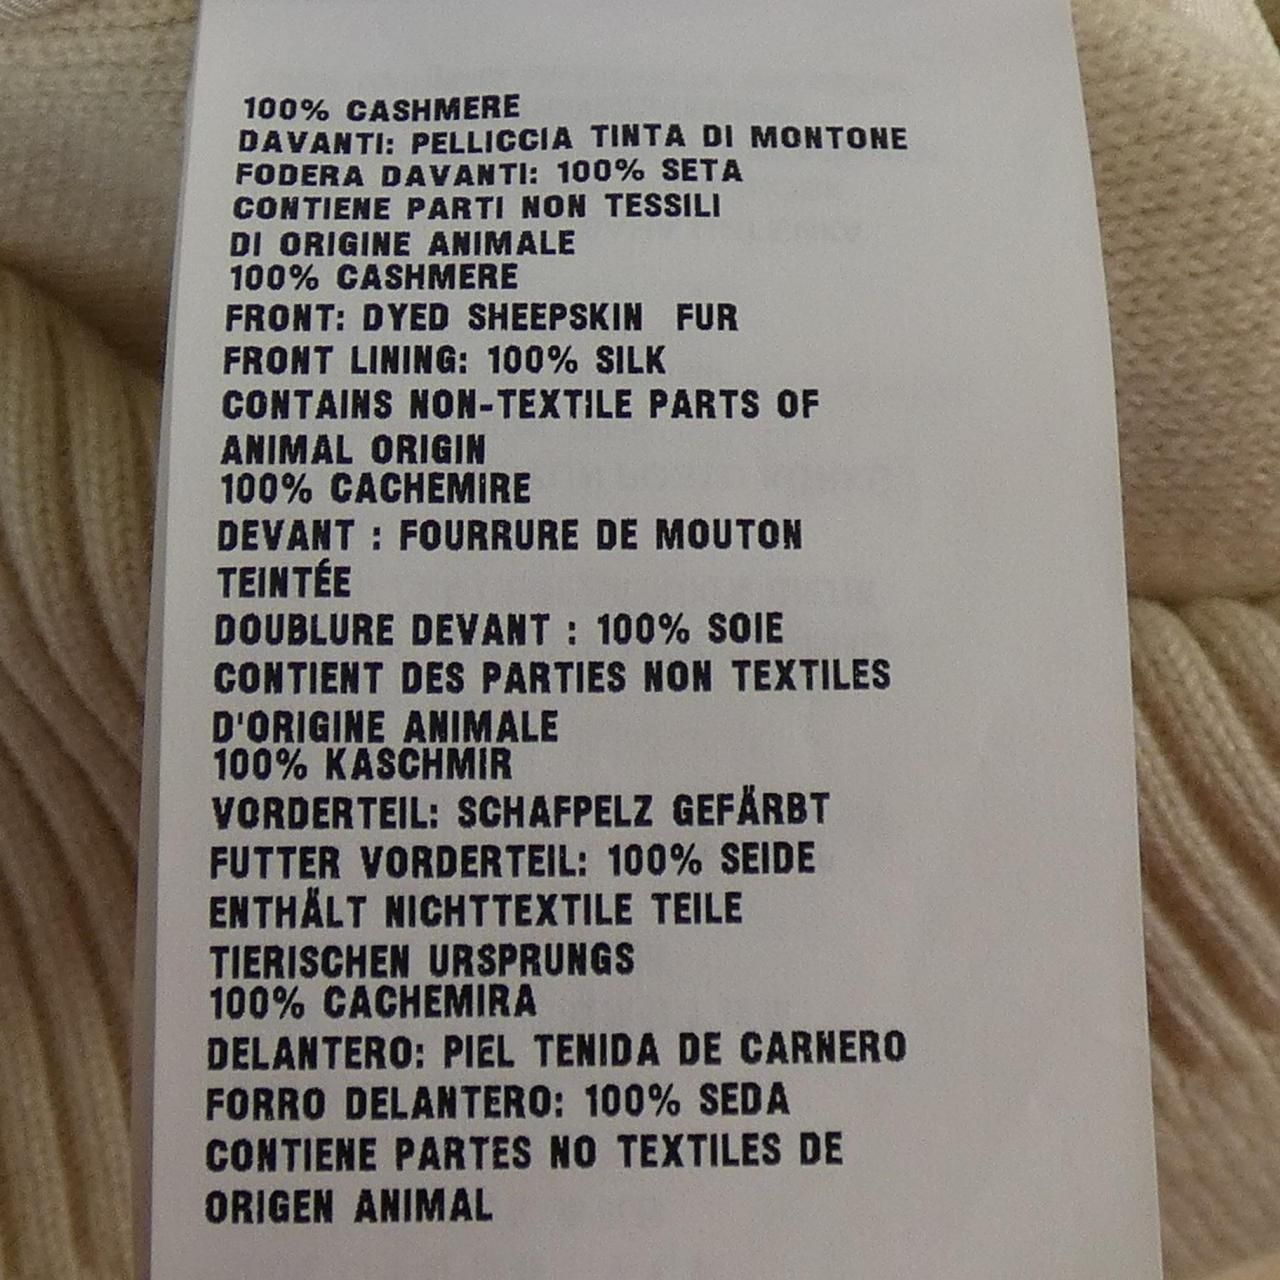 100% CASHMERE
DAVANTI: PELLICCIA TINTA DI MONTONE
FODERA DAVANTI: 100% SETA
CONTIENE PARTI NON TESSILI
DI ORIGINE ANIMALE
100% CASHMERE
FRONT: DYED SHEEPSKIN FUR
FRONT LINING: 100% SILK
CONTAINS NON-TEXTILE PARTS OF
ANIMAL ORIGIN
100% CACHEMIRE
DEVANT : FOURRURE DE MOUTON
TEINTÉE
DOUBLURE DEVANT : 100% SOIE
CONTIENT DES PARTIES NON TEXTILES
D'ORIGINE ANIMALE
100% KASCHMIR
VORDERTEIL: SCHAFPELZ GEFÄRBT
FUTTER VORDERTEIL: 100% SEIDE
ENTHÄLT NICHTTEXTILE TEILE
TIERISCHEN URSPRUNGS
100% CACHEMIRA
DELANTERO: PIEL TENIDA DE CARNERO
FORRO DELANTERO: 100% SEDA
CONTIENE PARTES NO TEXTILES DE
ORIGEN ANIMAL